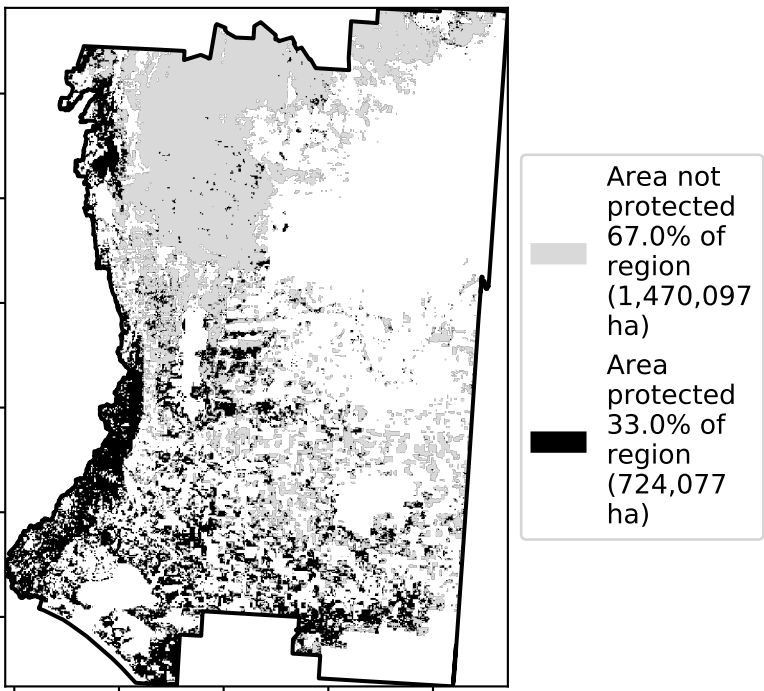 Area not
protected
67.0% of
region
(1,470,097
ha)
Area
protected
33.0% of
region
(724,077
ha)